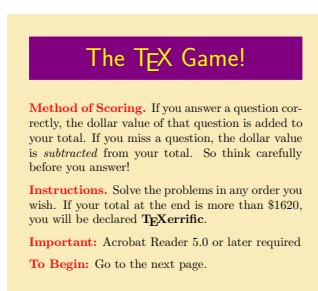 The TEX Game!
Method of Scoring. If you answer a question cor-
rectly, the dollar value of that question is added to
your total. If you miss a question, the dollar value
is subtracted from your total. So think carefully
before you answer!
Instructions. Solve the problems in any order you
wish. If your total at the end is more than $1620,
you will be declared TEXerrific.
Important: Acrobat Reader 5.0 or later required
To Begin: Go to the next page.